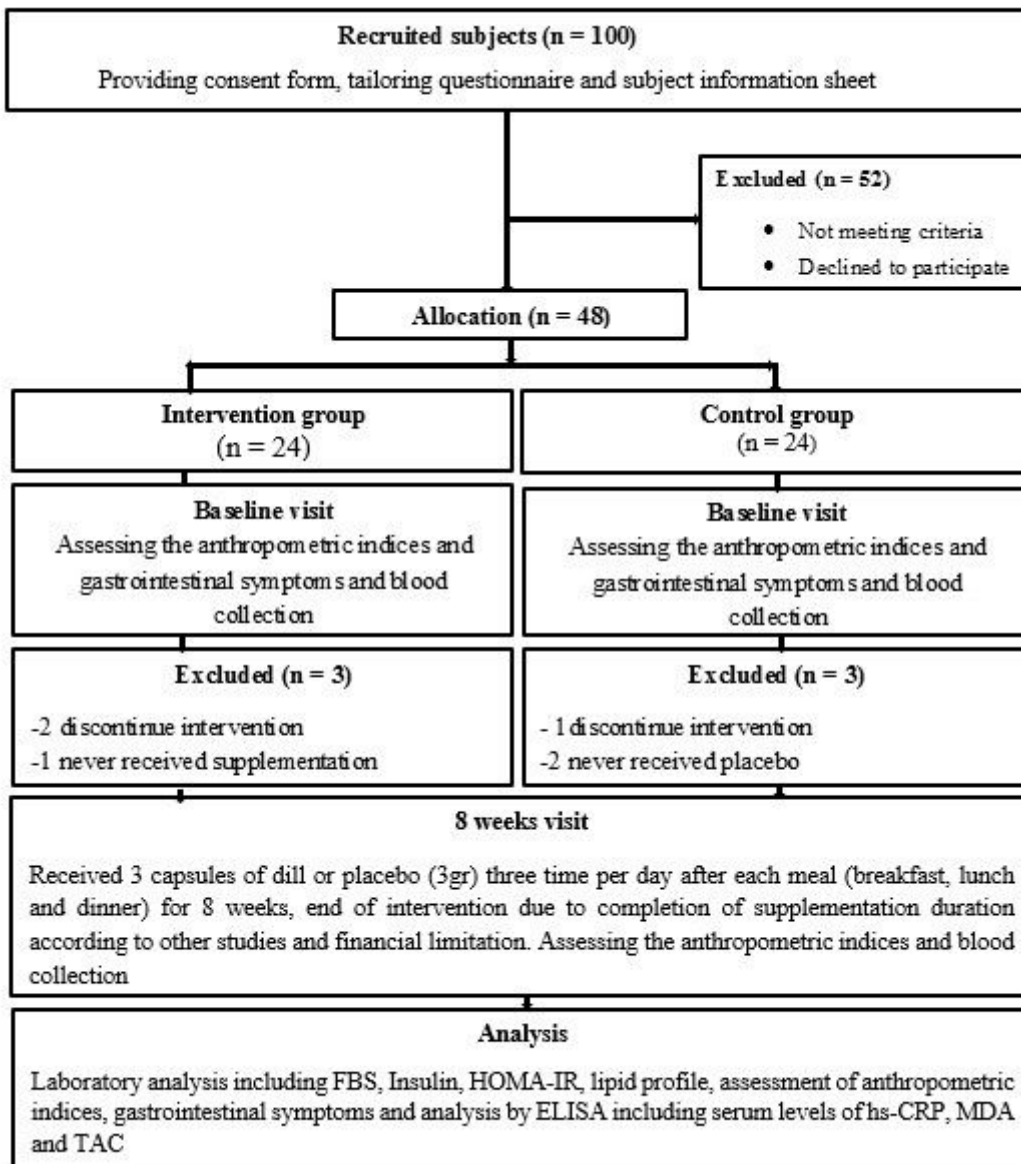 Recruited subjects (n = 100)
Providing consent form, tailoring questionnaire and subject information sheet
Excluded (n = 52)
• Not meeting criteria
• Declined to participate
Allocation (n = 48)
Intervention group
(n = 24)
Control group
(n = 24)
Baseline visit
Assessing the anthropometric indices and
gastrointestinal symptoms and blood
collection
Baseline visit
Assessing the anthropometric indices and
gastrointestinal symptoms and blood
collection
Excluded (n = 3)
-2 discontinue intervention
-1 never received supplementation
Excluded (n = 3)
- 1 discontinue intervention
-2 never received placebo
8 weeks visit
Received 3 capsules of dill or placebo (3gr) three time per day after each meal (breakfast, lunch
and dinner) for 8 weeks, end of intervention due to completion of supplementation duration
according to other studies and financial limitation. Assessing the anthropometric indices and blood
collection
Analysis
Laboratory analysis including FBS, Insulin, HOMA-IR, lipid profile, assessment of anthropometric
indices, gastrointestinal symptoms and analysis by ELISA including serum levels of hs-CRP, MDA
and TAC